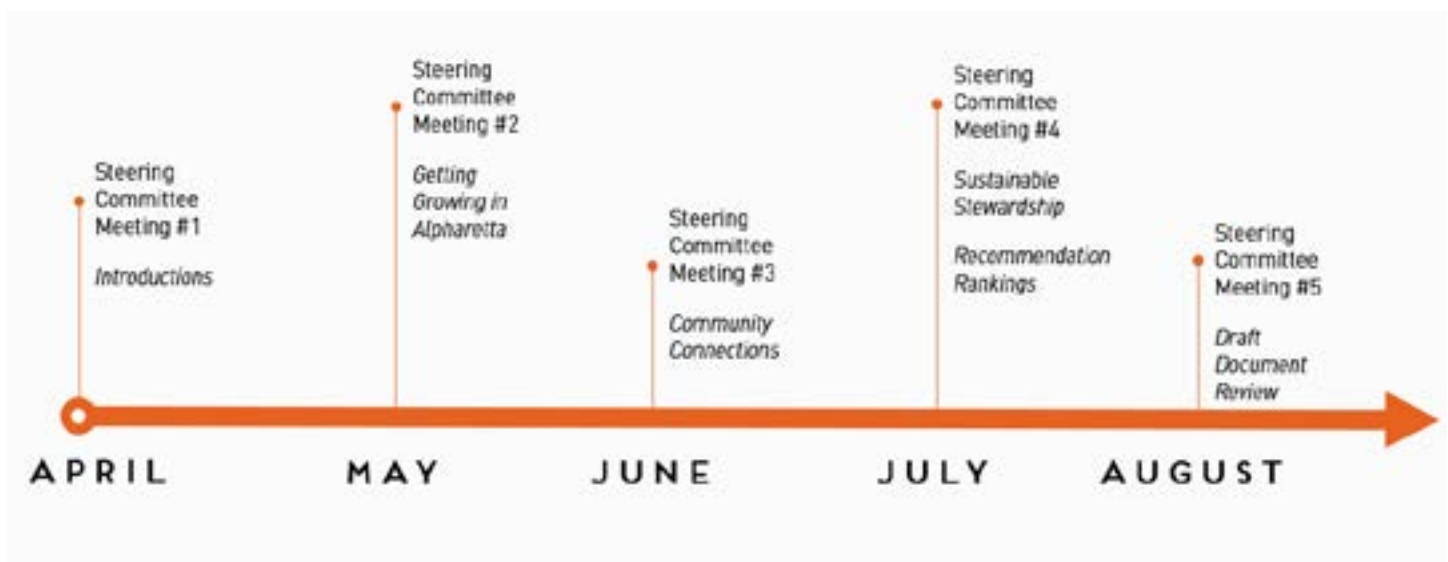 Steering
Committee
Meeting #1
Introductions
Steering
Committee
Meeting #2
Getting
Growing in
Alpharetta
Steering
Committee
Meeting #3
Community
Connections
Steering
Committee
Meeting #4
Sustainable
Stewardship
Recommendation
Rankings
Steering
Committee
Meeting #5
Draft
Document
Review
APRIL
MAY
JUNE
JULY
AUGUST